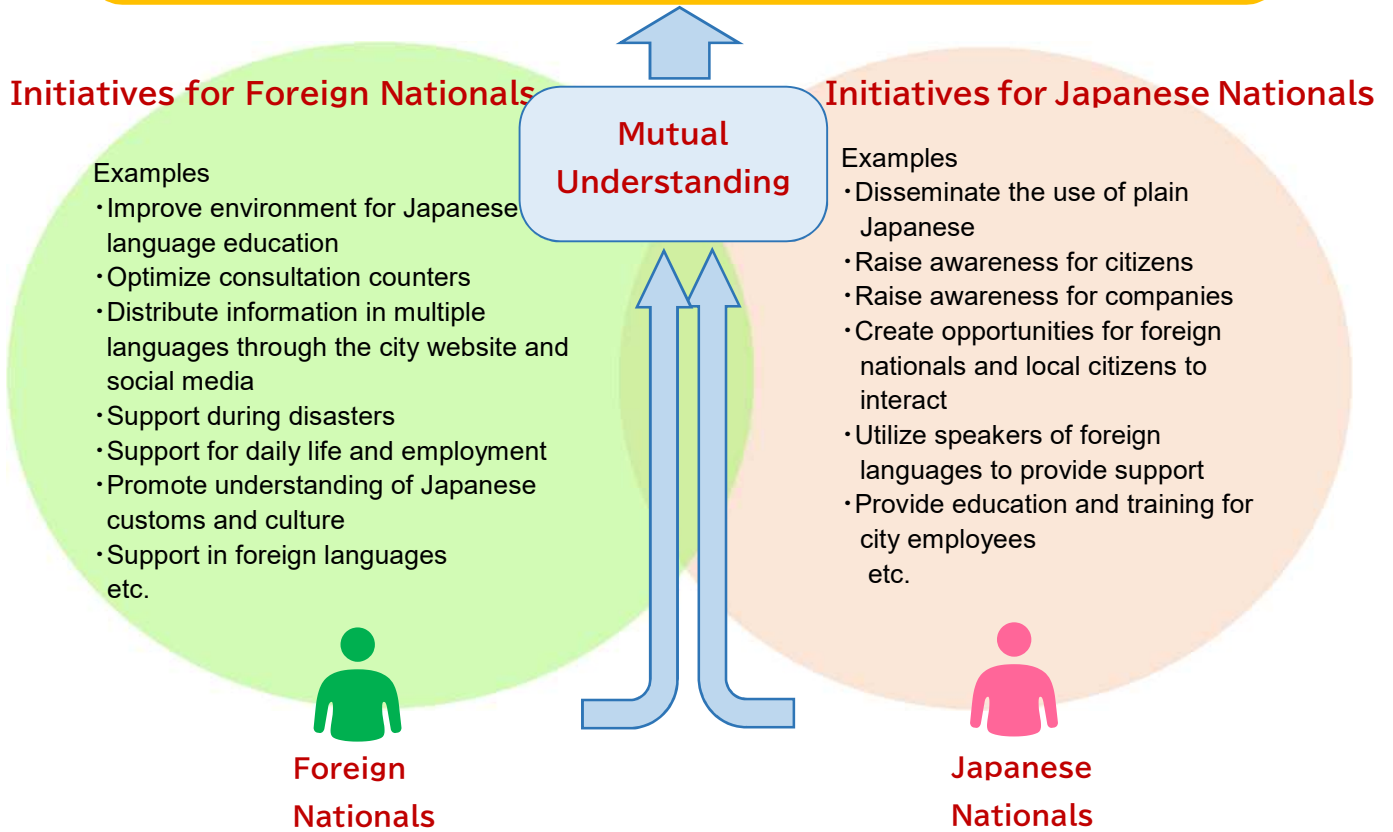 Initiatives for Foreign Nationals
Examples
・Improve environment for Japanese
language education
・Optimize consultation counters
・Distribute information in multiple
languages through the city website and
social media
・Support during disasters
・Support for daily life and employment
・Promote understanding of Japanese
customs and culture
・Support in foreign languages
etc.
Mutual
Understanding
Initiatives for Japanese Nationals
Examples
・Disseminate the use of plain
Japanese
・Raise awareness for citizens
・Raise awareness for companies
・Create opportunities for foreign
nationals and local citizens to
interact
・Utilize speakers of foreign
languages to provide support
・Provide education and training for
city employees
etc.
Foreign
Nationals
Japanese
Nationals